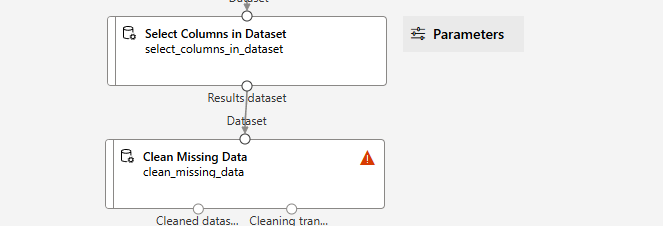 Dataset
Select Columns in Dataset
select_columns_in_dataset
Parameters
Results dataset
Dataset
Clean Missing Data
clean_missing_data
Cleaned datas...
Cleaning tran...